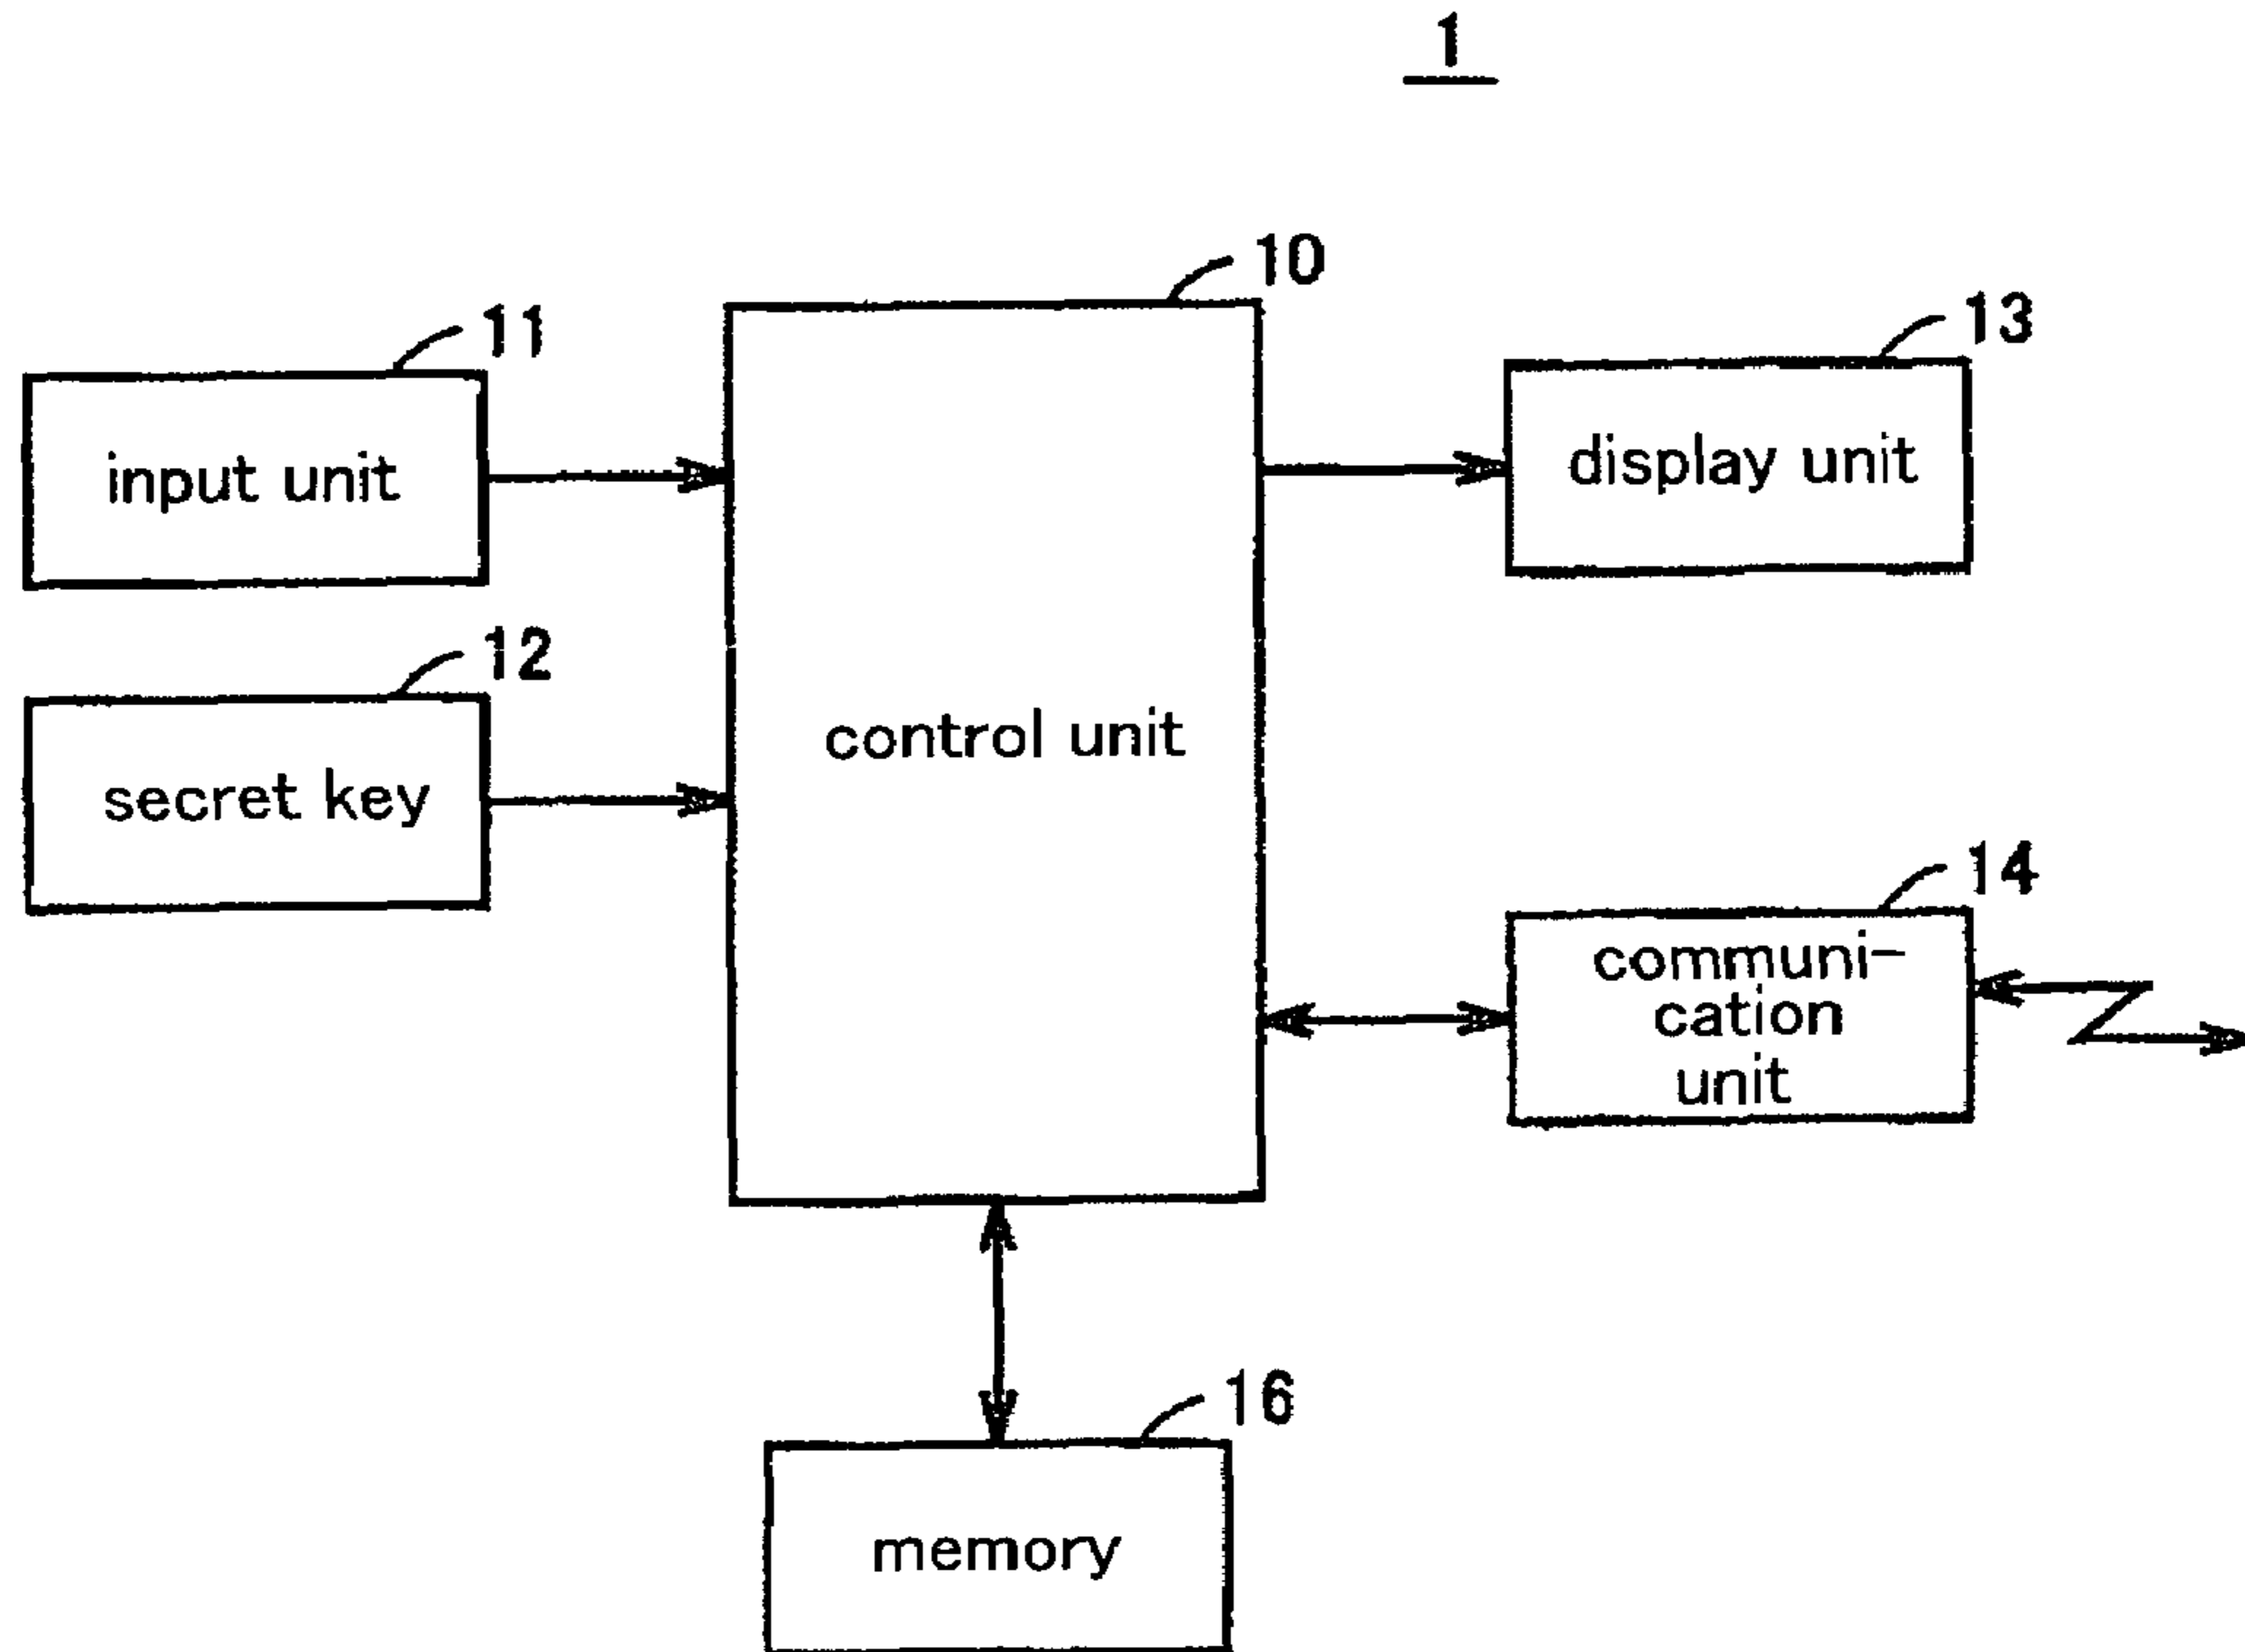 1
10
11
13
input unit
display unit
12
control unit
secret key
14
communi-
cation
unit
16
memory